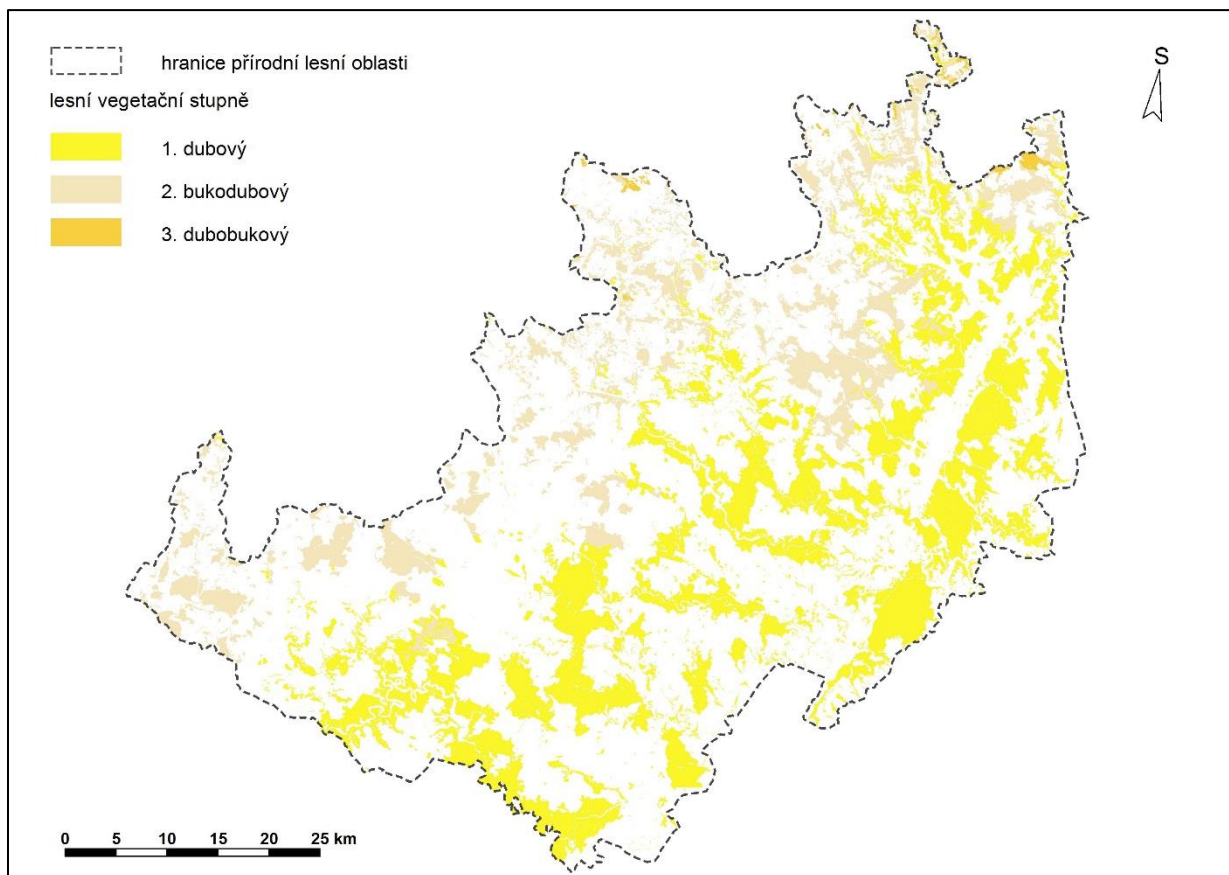 hranice přírodní lesní oblasti
lesní vegetační stupně
1. dubový
2. bukodubový
3. dubobukový
S
0 5 10 15 20 25 km